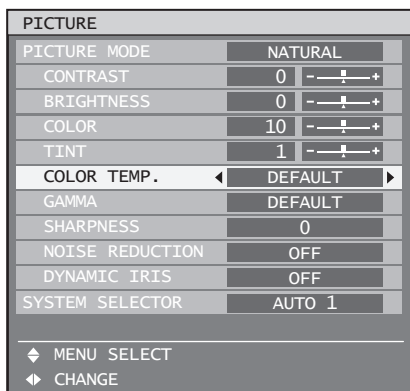 PICTURE
PICTURE MODE NATURAL
CONTRAST 0 - +
BRIGHTNESS 0 - +
COLOR 10 - +
TINT 1 - +
COLOR TEMP. DEFAULT
GAMMA DEFAULT
SHARPNESS 0
NOISE REDUCTION OFF
DYNAMIC IRIS OFF
SYSTEM SELECTOR AUTO 1
MENU SELECT
CHANGE